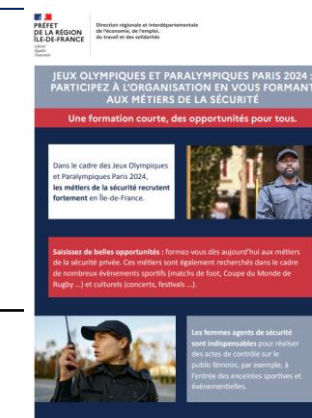 PRÉFET
DE LA RÉGION
ÎLE-DE-FRANCE
Liberté
Égalité
Fraternité
Direction régionale et interdépartementale
de l'économie, de l'emploi,
du travail et des solidarités
JEUX OLYMPIQUES ET PARALYMPIQUES PARIS 2024 :
PARTICIPEZ À L'ORGANISATION EN VOUS FORMANT
AUX MÉTIERS DE LA SÉCURITÉ
Une formation courte, des opportunités pour tous.
Dans le cadre des Jeux Olympiques
et Paralympiques Paris 2024,
les métiers de la sécurité recrutent
fortement en Île-de-France.
Saisissez de belles opportunités : formez-vous dès aujourd'hui aux métiers
de la sécurité privée. Ces métiers sont également recherchés dans le cadre
de nombreux évènements sportifs (matchs de foot, Coupe du Monde de
Rugby ...) et culturels (concerts, festivals ...).
Les femmes agents de sécurité
sont indispensables pour réaliser
des actes de contrôle sur le
public féminin, par exemple, à
l'entrée des enceintes sportives et
évènementielles.